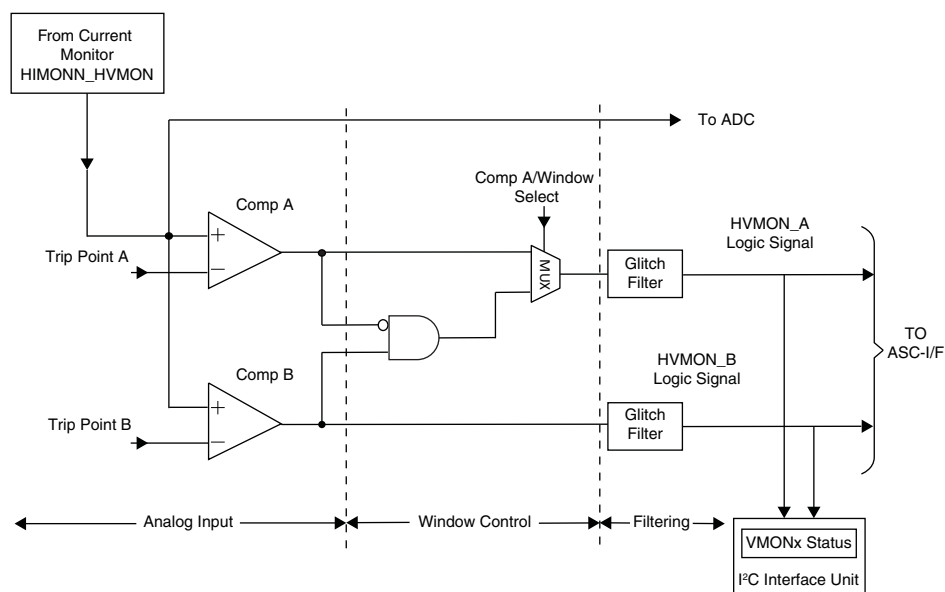 From Current
Monitor
HIMONN_HVMON
To ADC
Comp A/Window
Select
Comp A
+
−
Trip Point A
MUX
Glitch
Filter
HVMON_A
Logic Signal
TO
ASC-I/F
Comp B
+
−
Trip Point B
HVMON_B
Logic Signal
Glitch
Filter
Analog Input
Window Control
Filtering
VMONx Status
I²C Interface Unit